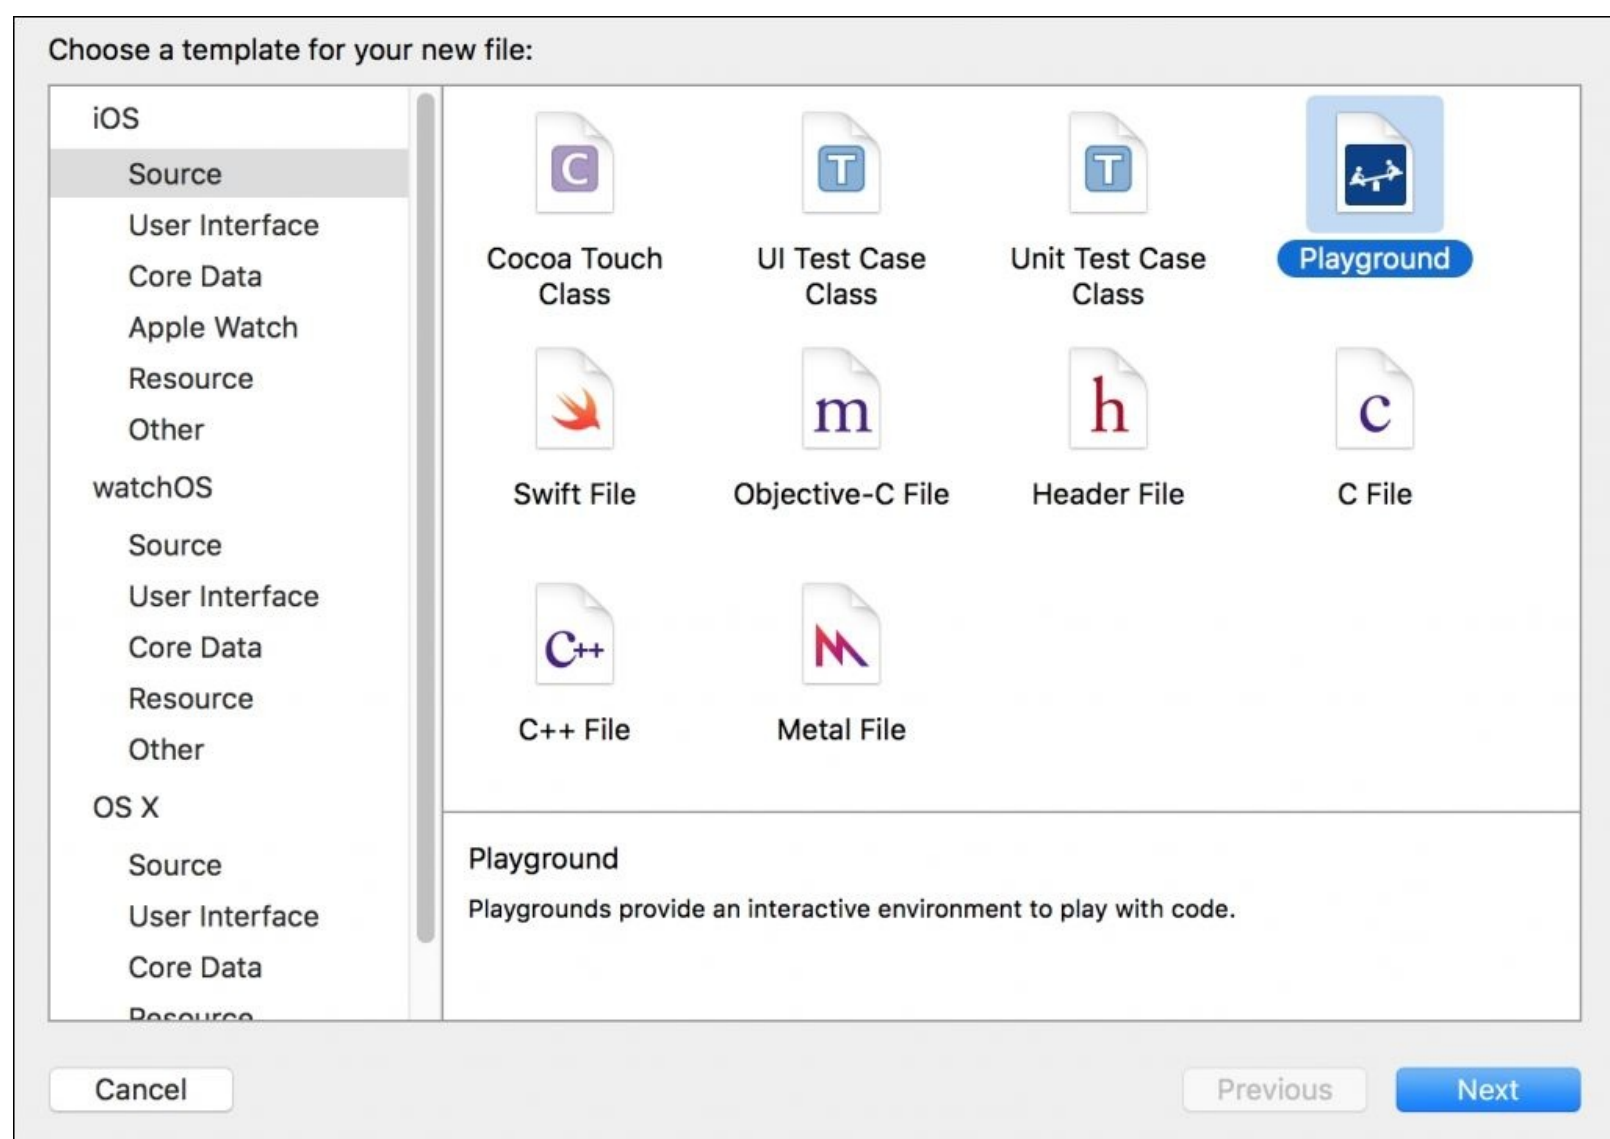 Choose a template for your new file:
iOS
Source
User Interface
Core Data
Apple Watch
Resource
Other
watchOS
Source
User Interface
Core Data
Resource
Other
OS X
Source
User Interface
Core Data
Resource
C
T
T
Cocoa Touch
Class
UI Test Case
Class
Unit Test Case
Class
Playground
m
h
c
Swift File
Objective-C File
Header File
C File
C++
C++ File
Metal File
Playground
Playgrounds provide an interactive environment to play with code.
Cancel
Previous
Next